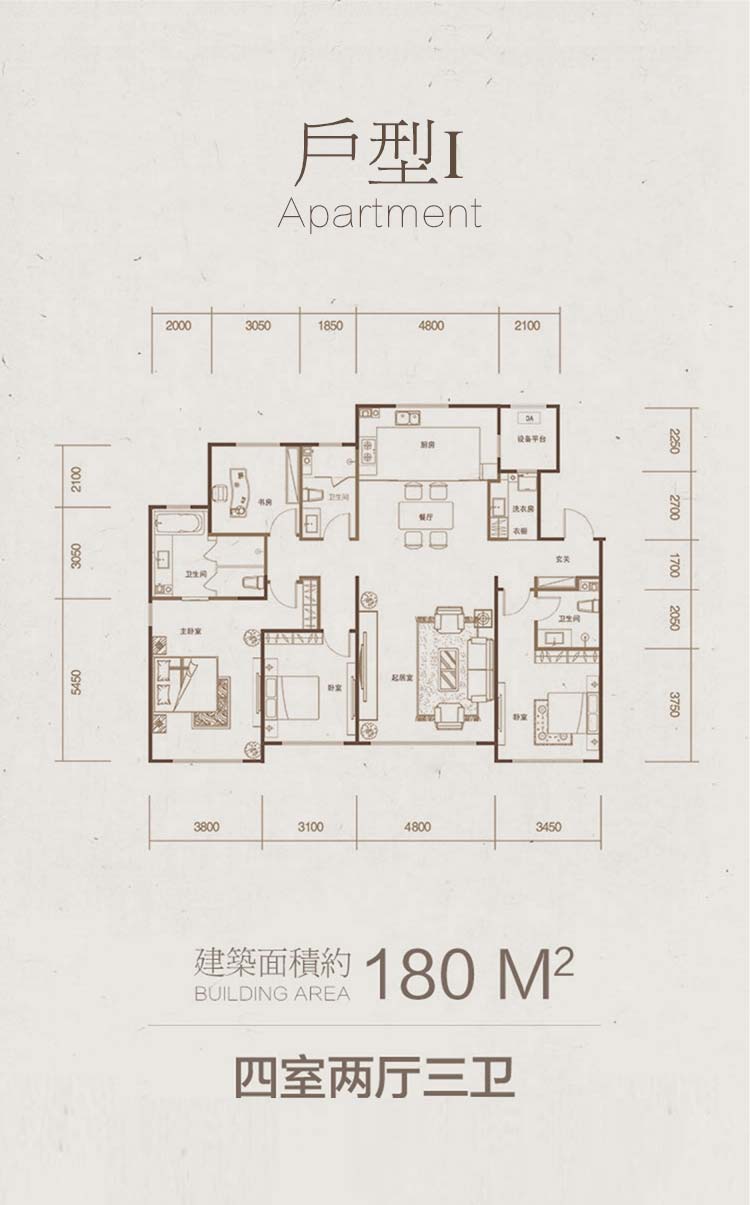 戶型I
Apartment
2000 3050 1850 4800 2100
2100
3050
5450
2250
2700
1700
2050
3750
厨房
设备平台
书房
卫生间
餐厅
洗衣房
衣橱
玄关
卫生间
卫生间
主卧室
卧室
起居室
卧室
3800 3100 4800 3450
建築面積約 180 M²
BUILDING AREA
四室两厅三卫